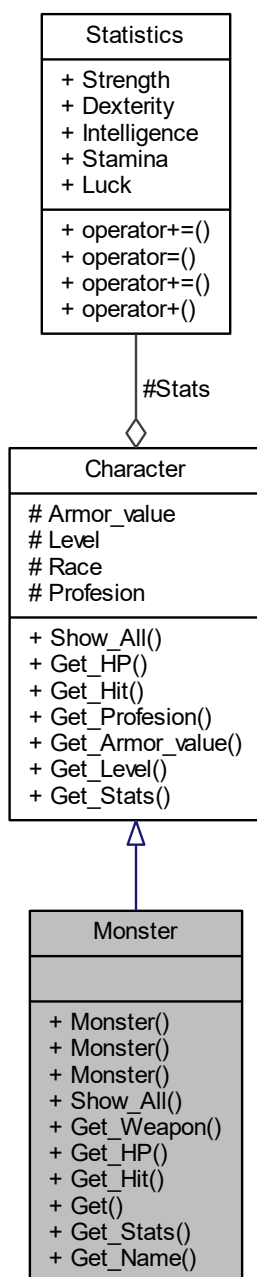 Statistics
+ Strength
+ Dexterity
+ Intelligence
+ Stamina
+ Luck
+ operator+=()
+ operator=()
+ operator+=()
+ operator+()
#Stats
Character
# Armor_value
# Level
# Race
# Profesion
+ Show_All()
+ Get_HP()
+ Get_Hit()
+ Get_Profesion()
+ Get_Armor_value()
+ Get_Level()
+ Get_Stats()
Monster
+ Monster()
+ Monster()
+ Monster()
+ Show_All()
+ Get_Weapon()
+ Get_HP()
+ Get_Hit()
+ Get()
+ Get_Stats()
+ Get_Name()